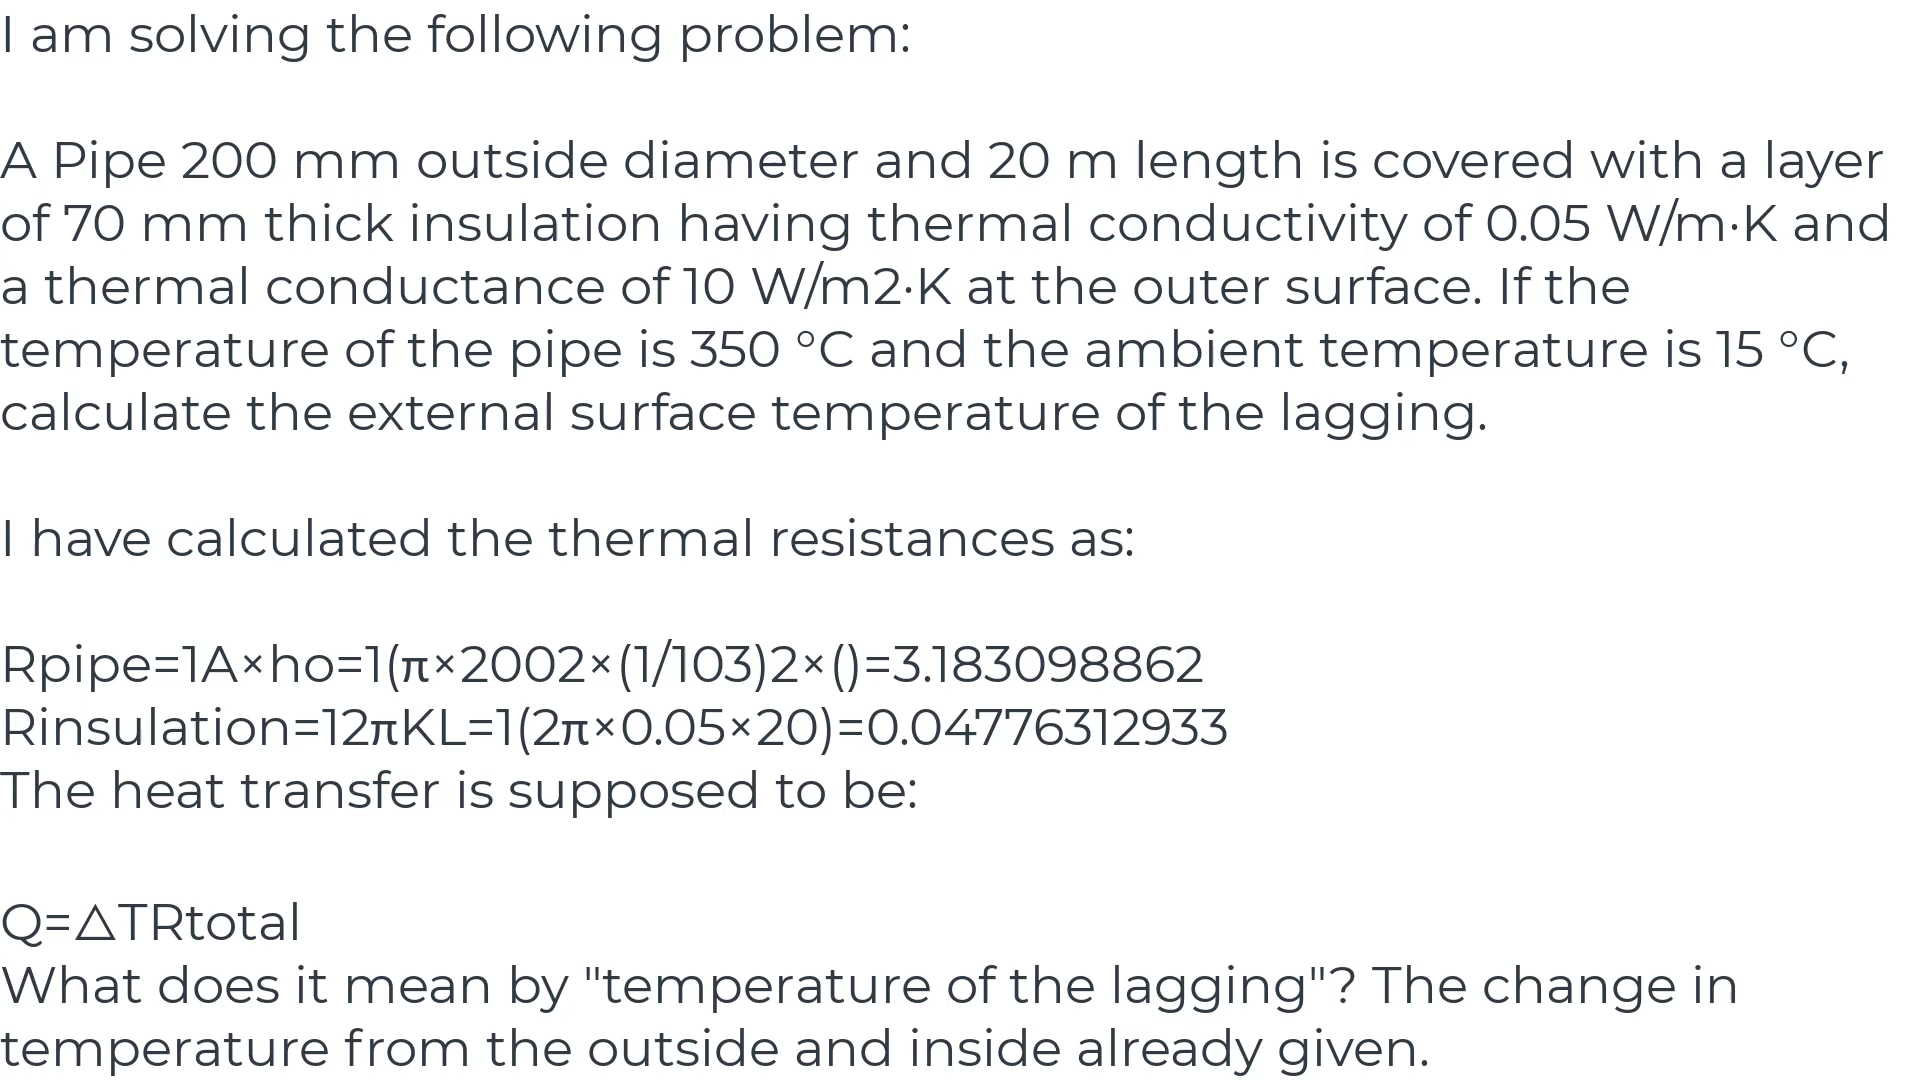 I am solving the following problem:
A Pipe 200 mm outside diameter and 20 m length is covered with a layer
of 70 mm thick insulation having thermal conductivity of 0.05 W/m·K and
a thermal conductance of 10 W/m2·K at the outer surface. If the
temperature of the pipe is 350 °C and the ambient temperature is 15 °C,
calculate the external surface temperature of the lagging.
I have calculated the thermal resistances as:
Rpipe=1A×ho=1(π×2002×(1/103)2×()=3.183098862
Rinsulation=12πKL=1(2π×0.05×20)=0.04776312933
The heat transfer is supposed to be:
Q=△TRtotal
What does it mean by "temperature of the lagging"? The change in
temperature from the outside and inside already given.